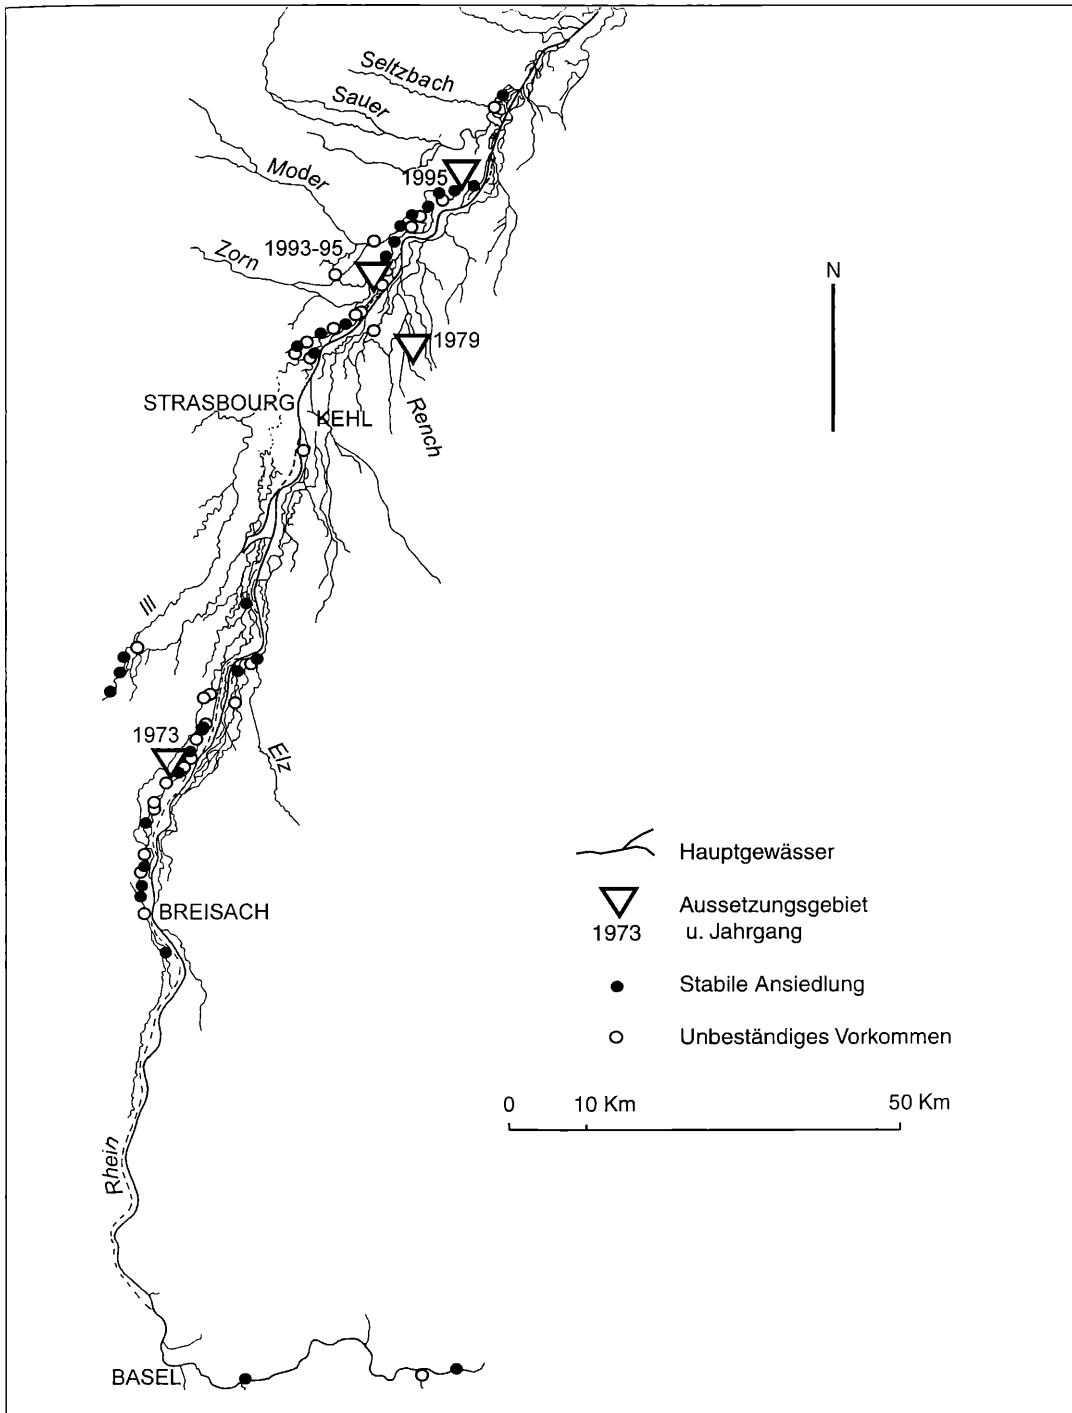 Seltzbach
Sauer
Moder
1995
1993-95
Zorn
N
1979
STRASBOURG
KEHL
Rench
Ill
1973
Elz
Hauptgewässer
Aussetzungsgebiet
1973 u. Jahrgang
BREISACH
Stabile Ansiedlung
Unbeständiges Vorkommen
0 10 Km 50 Km
Rhein
BASEL